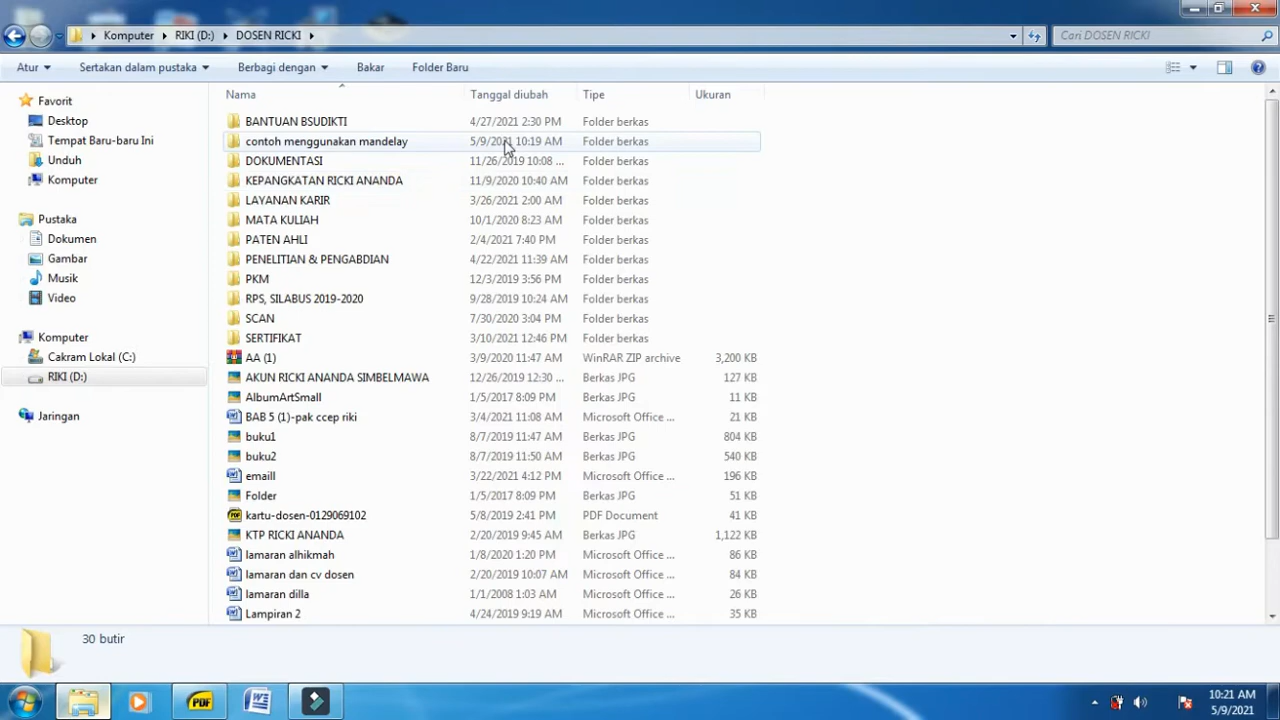 Komputer RIKI (D:) DOSEN RICKI Cari DOSEN RICKI
Atur Sertakan dalam pustaka Berbagi dengan Bakar Folder Baru
Favorit
Desktop
Tempat Baru-baru Ini
Unduh
Komputer
Pustaka
Dokumen
Gambar
Musik
Video
Komputer
Cakram Lokal (C:)
RIKI (D:)
Jaringan
Nama Tanggal diubah Tipe Ukuran
BANTUAN BSUDIKTI 4/27/2021 2:30 PM Folder berkas
contoh menggunakan mandelay 5/9/2021 10:19 AM Folder berkas
DOKUMENTASI 11/26/2019 10:08 ... Folder berkas
KEPANGKATAN RICKI ANANDA 11/9/2020 10:40 AM Folder berkas
LAYANAN KARIR 3/26/2021 2:00 AM Folder berkas
MATA KULIAH 10/1/2020 8:23 AM Folder berkas
PATEN AHLI 2/4/2021 7:40 PM Folder berkas
PENELITIAN & PENGABDIAN 4/22/2021 11:39 AM Folder berkas
PKM 12/3/2019 3:56 PM Folder berkas
RPS, SILABUS 2019-2020 9/28/2019 10:24 AM Folder berkas
SCAN 7/30/2020 3:04 PM Folder berkas
SERTIFIKAT 3/10/2021 12:46 PM Folder berkas
AA (1) 3/9/2020 11:47 AM WinRAR ZIP archive 3,200 KB
AKUN RICKI ANANDA SIMBELMAWA 12/26/2019 12:30 ... Berkas JPG 127 KB
AlbumArtSmall 1/5/2017 8:09 PM Berkas JPG 11 KB
BAB 5 (1)-pak ccep riki 3/4/2021 11:08 AM Microsoft Office ... 21 KB
buku1 8/7/2019 11:47 AM Berkas JPG 804 KB
buku2 8/7/2019 11:50 AM Berkas JPG 540 KB
emaill 3/22/2021 4:12 PM Microsoft Office ... 196 KB
Folder 1/5/2017 8:09 PM Berkas JPG 51 KB
kartu-dosen-0129069102 5/8/2019 2:41 PM PDF Document 41 KB
KTP RICKI ANANDA 2/20/2019 9:45 AM Berkas JPG 1,122 KB
lamaran alhikmah 1/8/2020 1:20 PM Microsoft Office ... 86 KB
lamaran dan cv dosen 2/20/2019 10:07 AM Microsoft Office ... 84 KB
lamaran dilla 1/1/2008 1:03 AM Microsoft Office ... 26 KB
Lampiran 2 4/24/2019 9:19 AM Microsoft Office ... 35 KB
30 butir
PDF
10:21 AM
5/9/2021